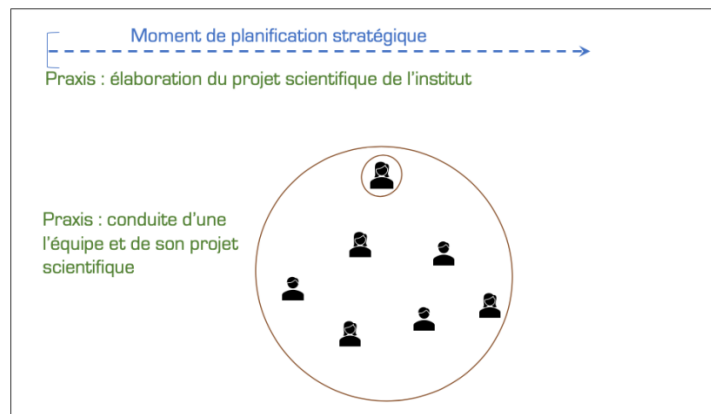 Moment de planification stratégique
Praxis : élaboration du projet scientifique de l'institut
Praxis : conduite d'une
l'équipe et de son projet
scientifique